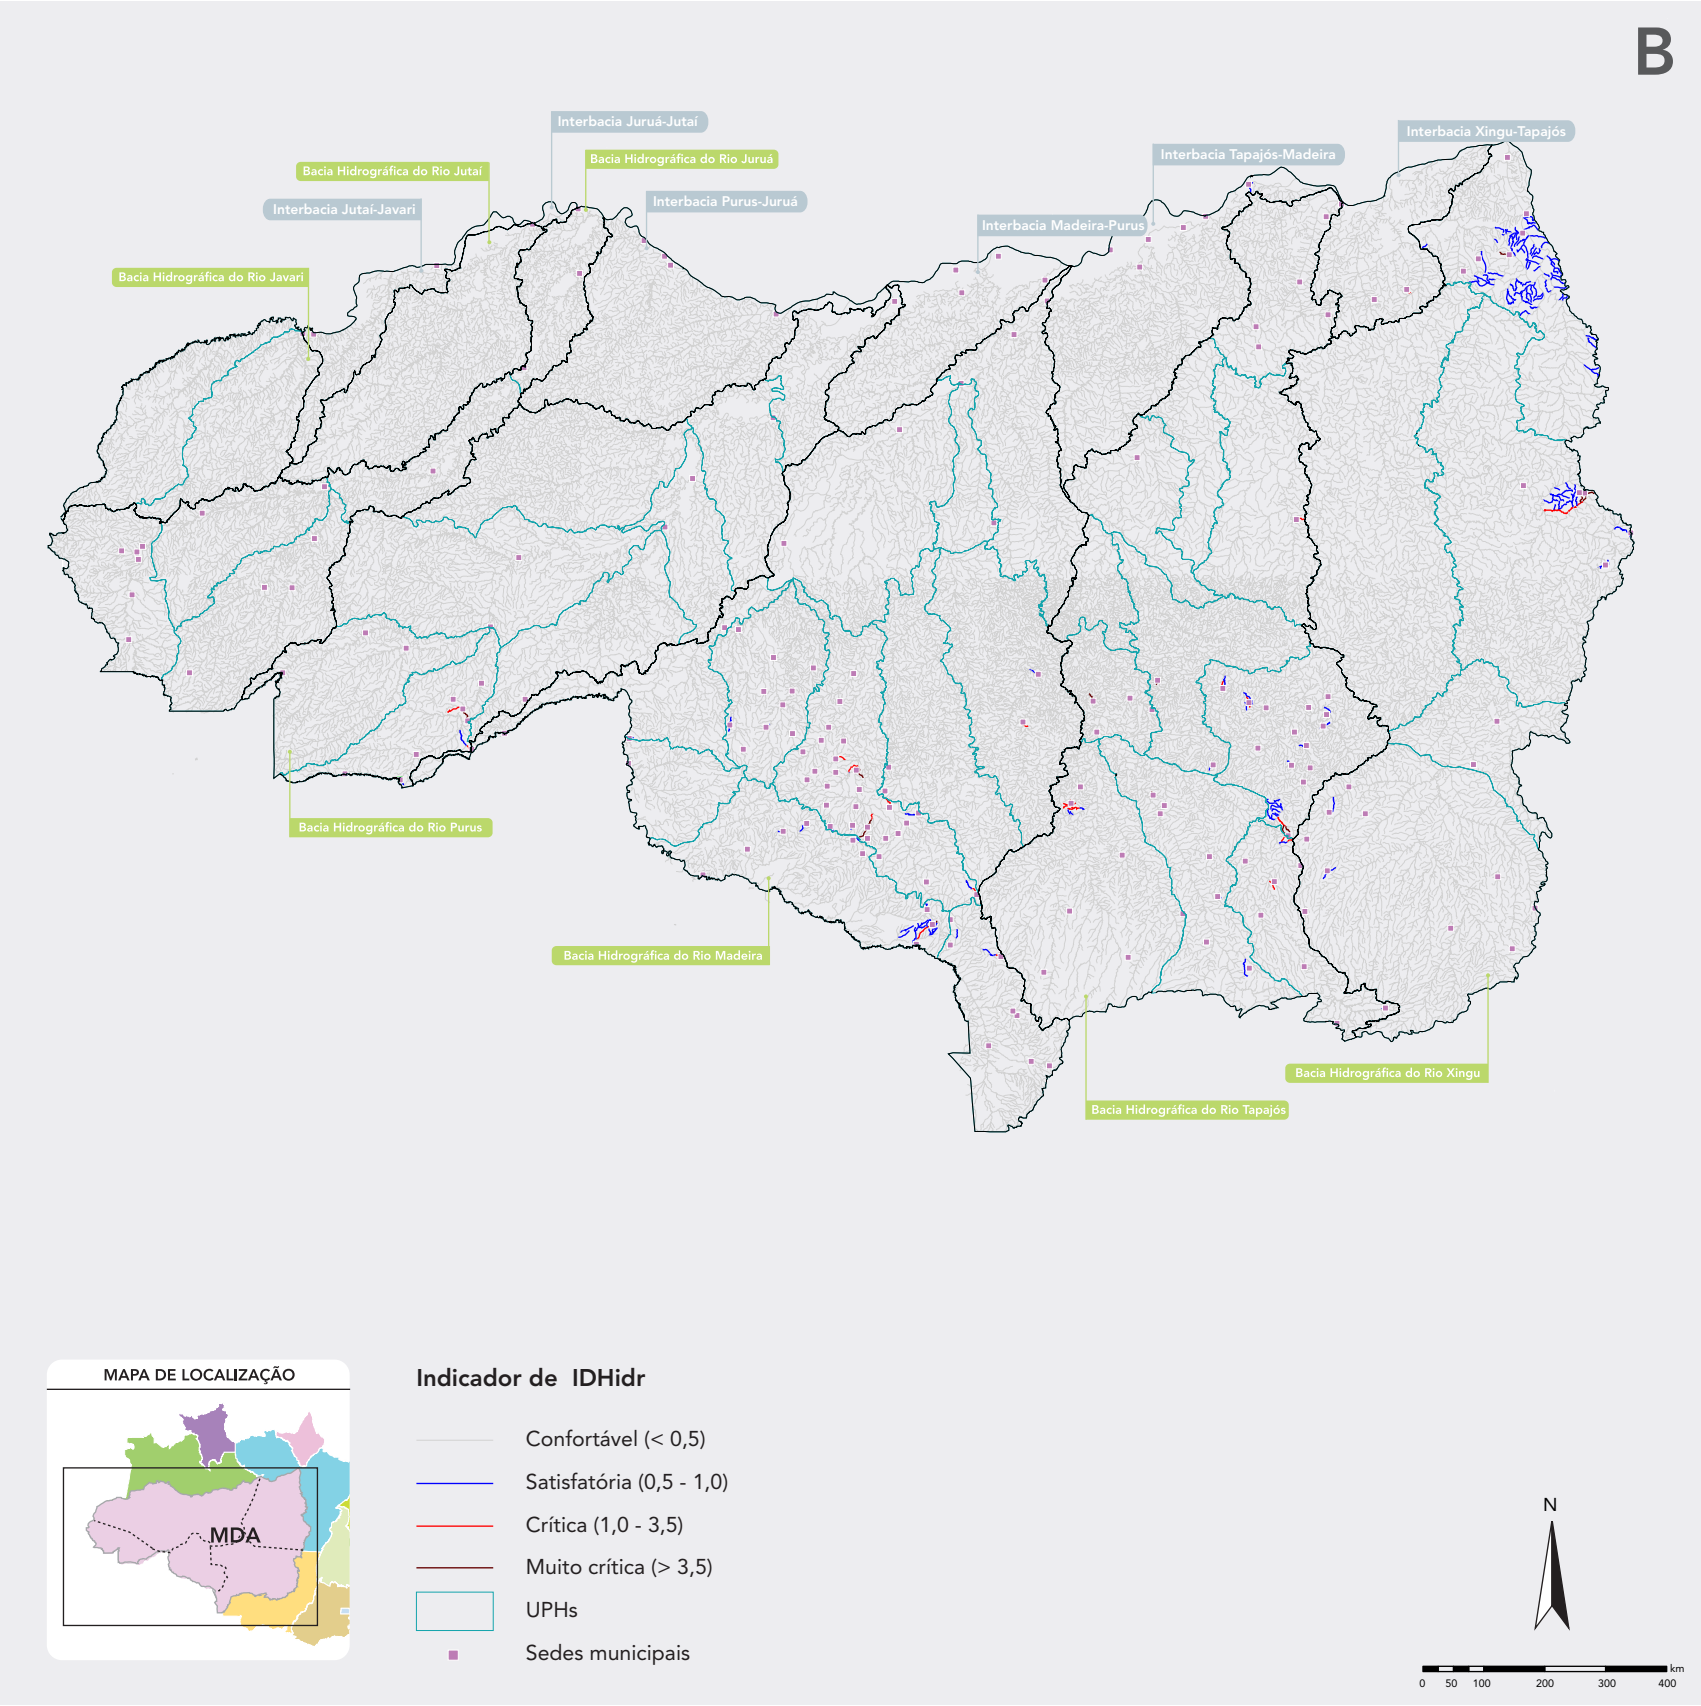 B
Interbacia Juruá-Jutaí
Interbacia Xingu-Tapajós
Bacia Hidrográfica do Rio Juruá
Interbacia Tapajós-Madeira
Bacia Hidrográfica do Rio Jutaí
Interbacia Purus-Juruá
Interbacia Jutaí-Javari
Interbacia Madeira-Purus
Bacia Hidrográfica do Rio Javari
Bacia Hidrográfica do Rio Purus
Bacia Hidrográfica do Rio Madeira
Bacia Hidrográfica do Rio Xingu
Bacia Hidrográfica do Rio Tapajós
MAPA DE LOCALIZAÇÃO
MDA
Indicador de IDHidr
Confortável (< 0,5)
Satisfatória (0,5 - 1,0)
Crítica (1,0 - 3,5)
Muito crítica (> 3,5)
UPHs
Sedes municipais
N
km
0 50 100 200 300 400